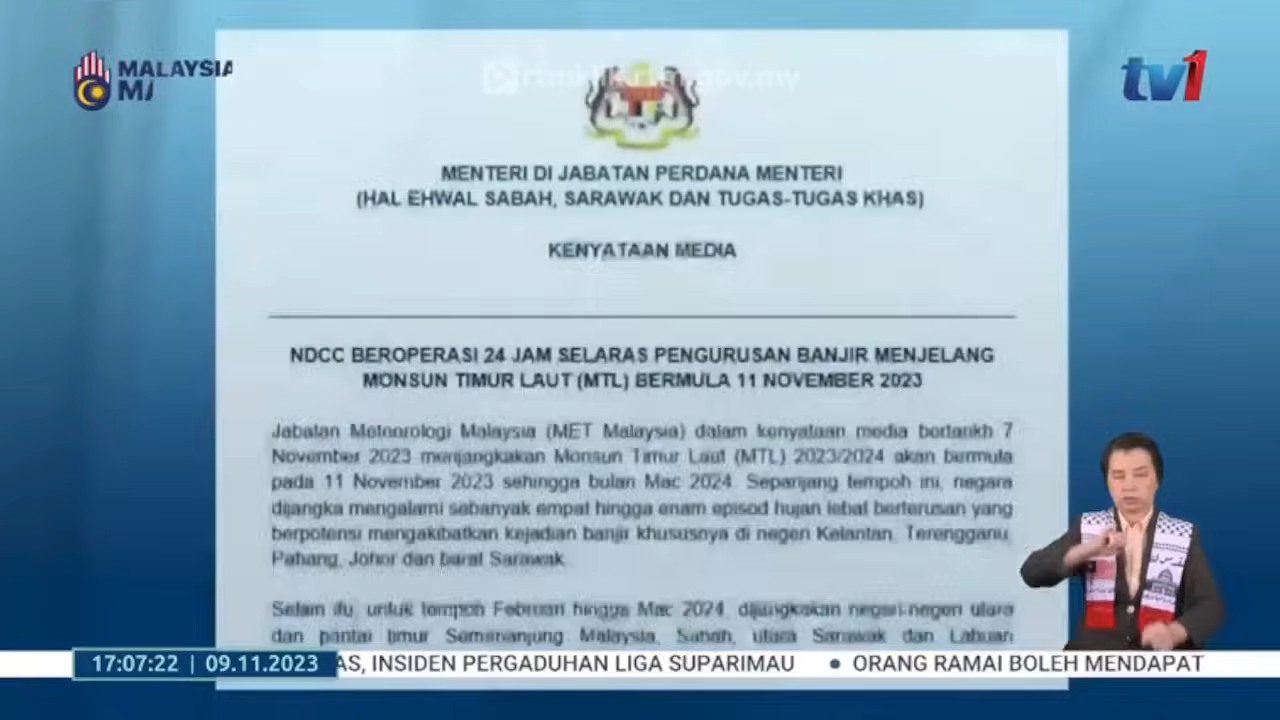 MALAYSIA
MA
tv1
rtmklik.rtm.gov.my
MENTERI DI JABATAN PERDANA MENTERI
(HAL EHWAL SABAH, SARAWAK DAN TUGAS-TUGAS KHAS)
KENYATAAN MEDIA
NDCC BEROPERASI 24 JAM SELARAS PENGURUSAN BANJIR MENJELANG
MONSUN TIMUR LAUT (MTL) BERMULA 11 NOVEMBER 2023
Jabatan Meteorologi Malaysia (MET Malaysia) dalam kenyataan media bertarikh 7
November 2023 menjangkakan Monsun Timur Laut (MTL) 2023/2024 akan bermula
pada 11 November 2023 sehingga bulan Mac 2024. Sepanjang tempoh ini, negara
dijangka mengalami sebanyak empat hingga enam episod hujan lebat berterusan yang
berpotensi mengakibatkan kejadian banjir khususnya di negeri Kelantan, Terengganu,
Pahang, Johor dan barat Sarawak.
Selain itu, untuk tempoh Februari hingga Mac 2024, dijangkakan negeri-negeri utara
dan pantai timur Semenanjung Malaysia, Sabah, utara Sarawak dan Labuan
17:07:22 | 09.11.2023
AS, INSIDEN PERGADUHAN LIGA SUPARIMAU • ORANG RAMAI BOLEH MENDAPAT